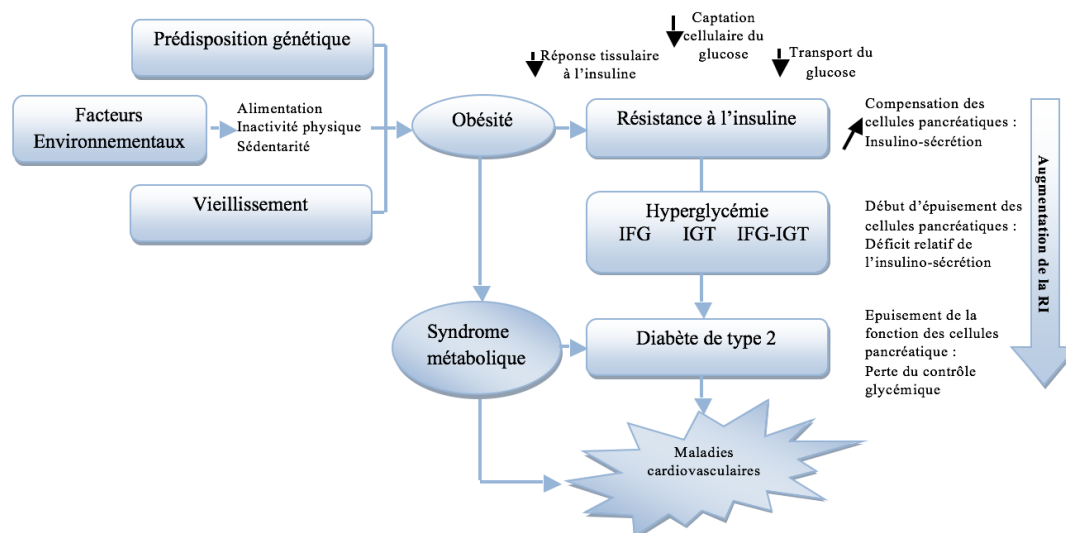 Prédisposition génétique
Facteurs
Environnementaux
Alimentation
Inactivité physique
Sédentarité
Vieillissement
Obésité
Réponse tissulaire
à l’insuline
Captation
cellulaire du
glucose
Transport du
glucose
Résistance à l’insuline
Compensation des
cellules pancréatiques :
Insulino-sécrétion
Hyperglycémie
IFG IGT IFG-IGT
Début d’épuisement des
cellules pancréatiques :
Déficit relatif de
l’insulino-sécrétion
Syndrome
métabolique
Diabète de type 2
Epuisement de la
fonction des cellules
pancréatique :
Perte du contrôle
glycémique
Maladies
cardiovasculaires
Augmentation de la RI